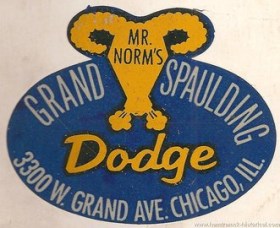 MR.
NORM'S
GRAND SPAULDING
Dodge
3300 W. GRAND AVE. CHICAGO, ILL.